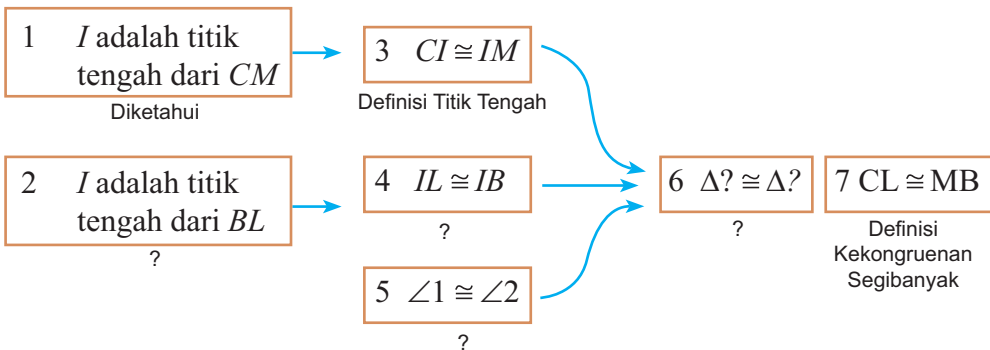 1 I adalah titik
tengah dari CM
Diketahui
3 CI ≅ IM
Definisi Titik Tengah
2 I adalah titik
tengah dari BL
?
4 IL ≅ IB
?
5 ∠1 ≅ ∠2
?
6 Δ? ≅ Δ?
?
7 CL ≅ MB
Definisi
Kekongruenan
Segibanyak